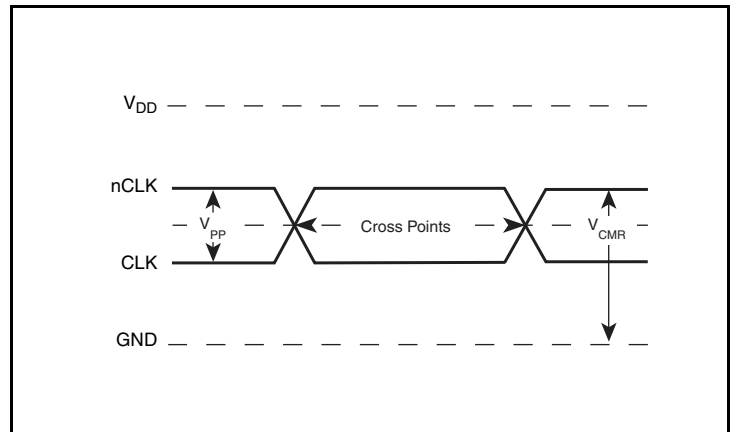 VDD
nCLK
VPP
Cross Points
VCMR
CLK
GND